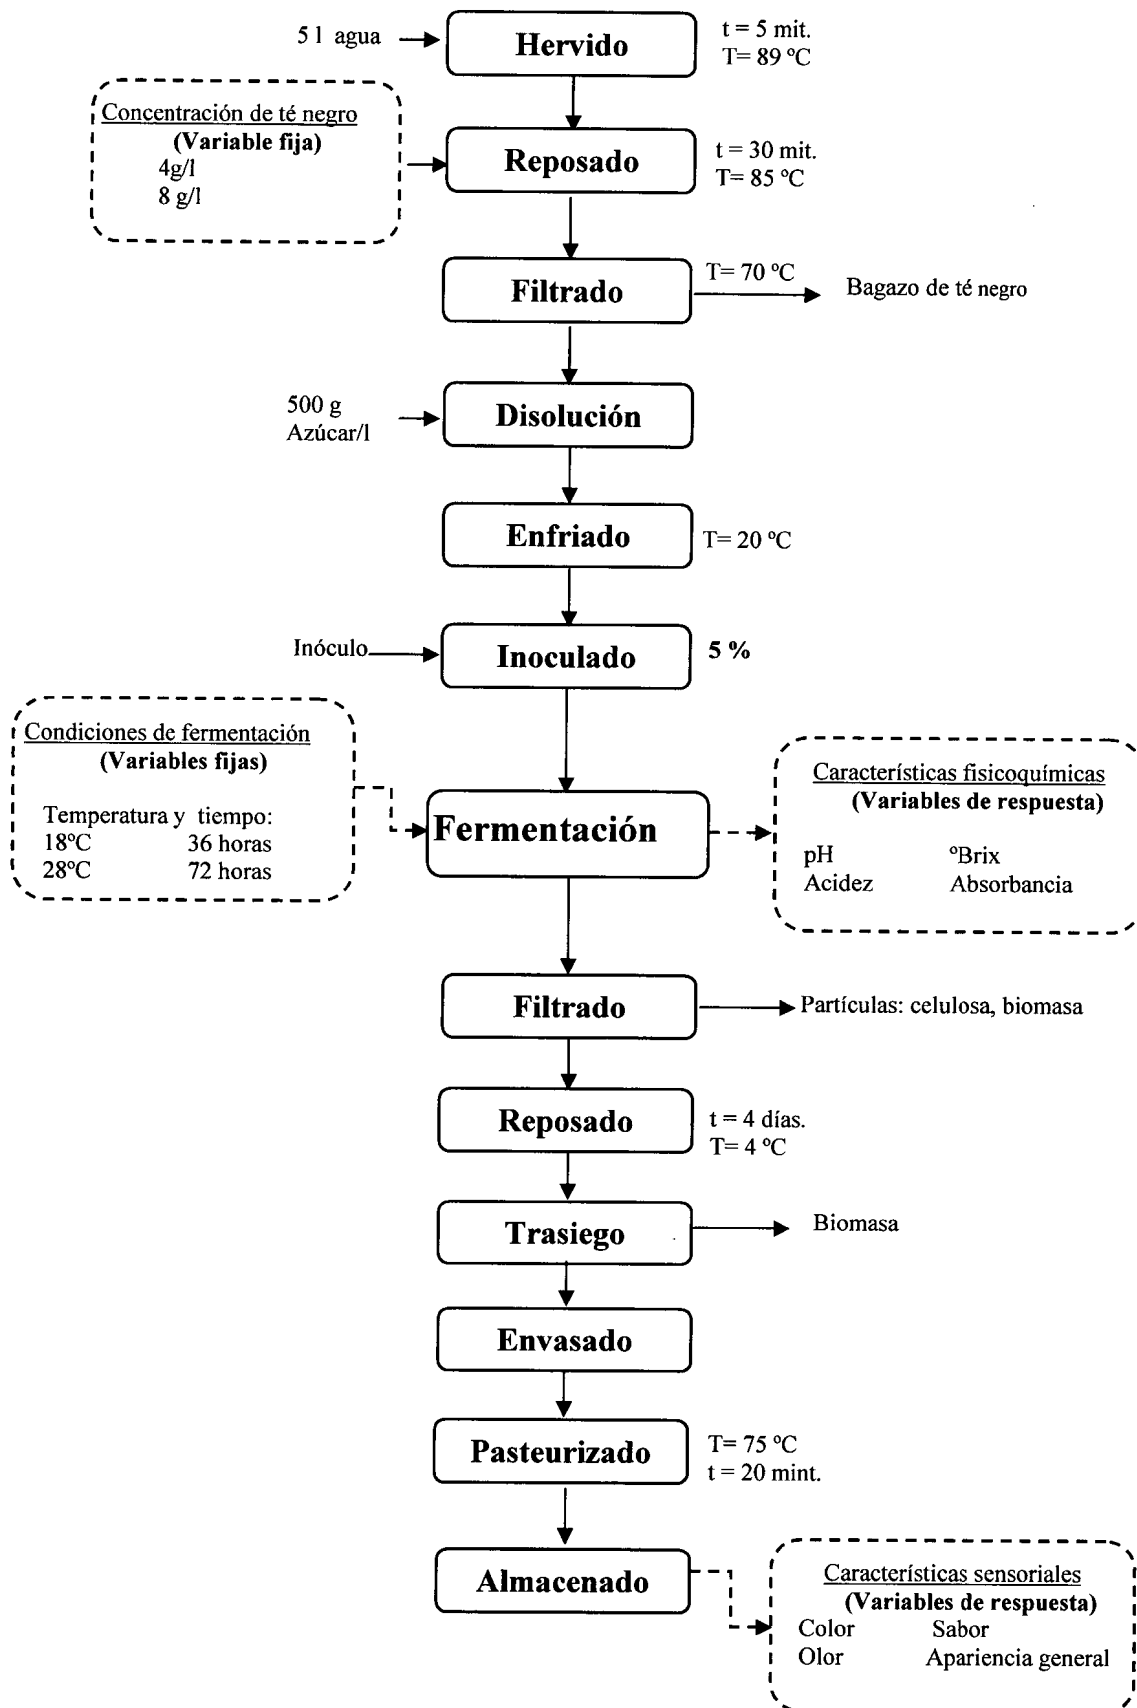 5 l agua
Hervido
t = 5 mit.
T= 89 ºC
Concentración de té negro
(Variable fija)
4g/l
8 g/l
Reposado
t = 30 mit.
T= 85 ºC
Filtrado
T= 70 ºC
Bagazo de té negro
500 g
Azúcar/l
Disolución
Enfriado
T= 20 ºC
Inóculo
Inoculado
5 %
Condiciones de fermentación
(Variables fijas)
Temperatura y tiempo:
18ºC 36 horas
28ºC 72 horas
Fermentación
Características fisicoquímicas
(Variables de respuesta)
pH ºBrix
Acidez Absorbancia
Filtrado
Partículas: celulosa, biomasa
Reposado
t = 4 días.
T= 4 ºC
Trasiego
Biomasa
Envasado
Pasteurizado
T= 75 ºC
t = 20 mint.
Almacenado
Características sensoriales
(Variables de respuesta)
Color Sabor
Olor Apariencia general